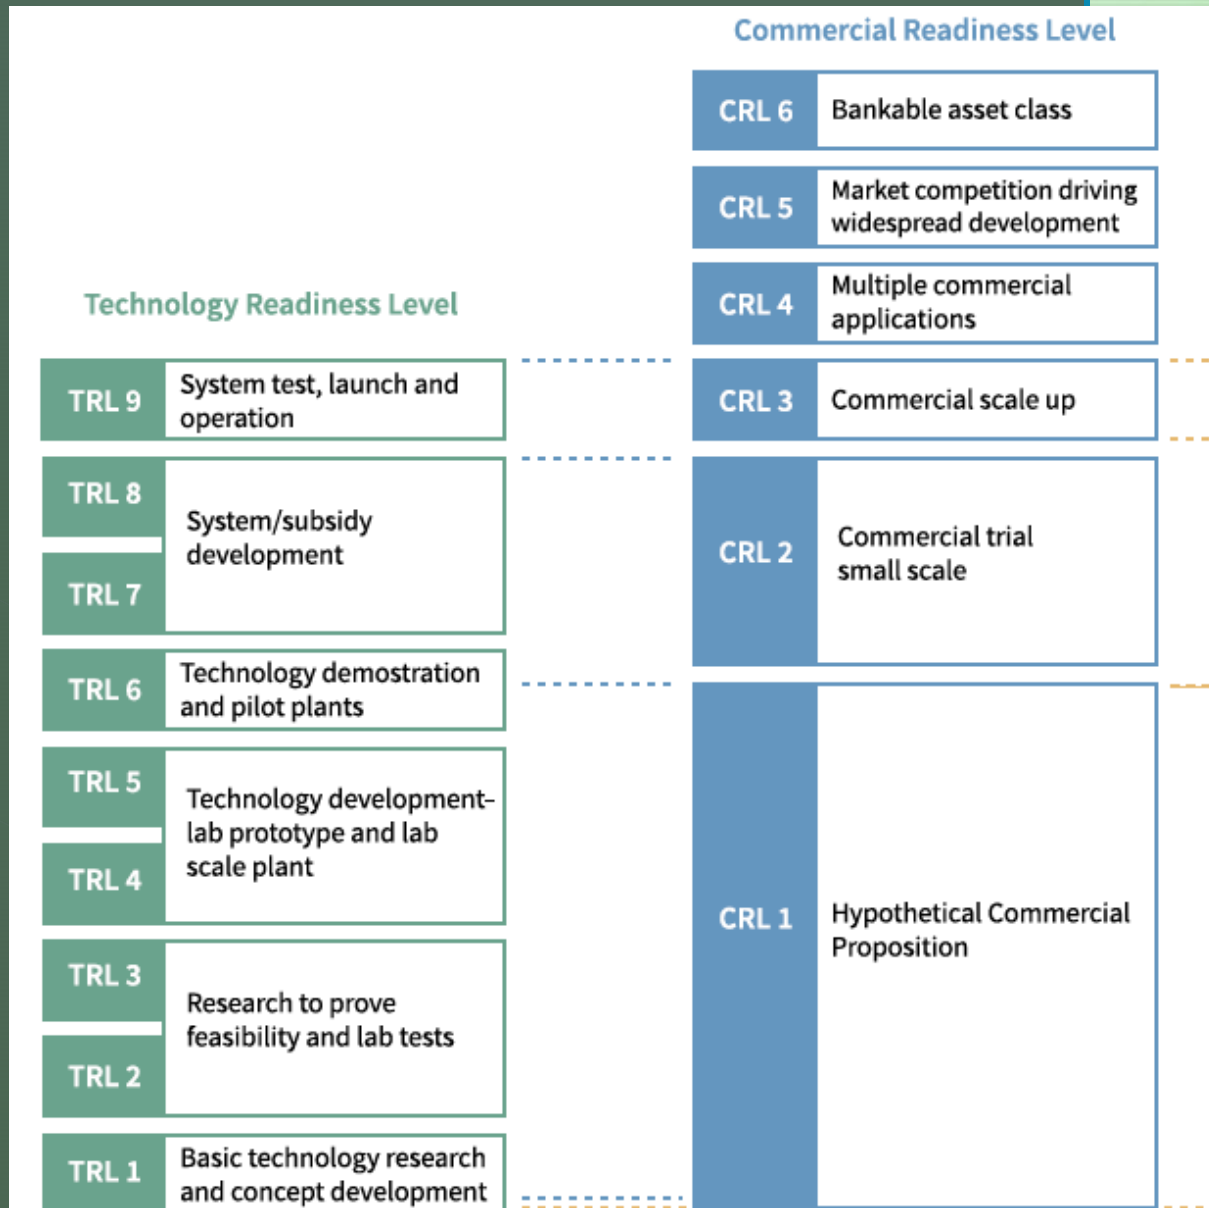 Commercial Readiness Level
CRL 6
Bankable asset class
CRL 5
Market competition driving
widespread development
CRL 4
Multiple commercial
applications
CRL 3
Commercial scale up
CRL 2
Commercial trial
small scale
CRL 1
Hypothetical Commercial
Proposition
Technology Readiness Level
TRL 9
System test, launch and
operation
TRL 8
TRL 7
System/subsidy
development
TRL 6
Technology demostration
and pilot plants
TRL 5
TRL 4
Technology development–
lab prototype and lab
scale plant
TRL 3
TRL 2
Research to prove
feasibility and lab tests
TRL 1
Basic technology research
and concept development